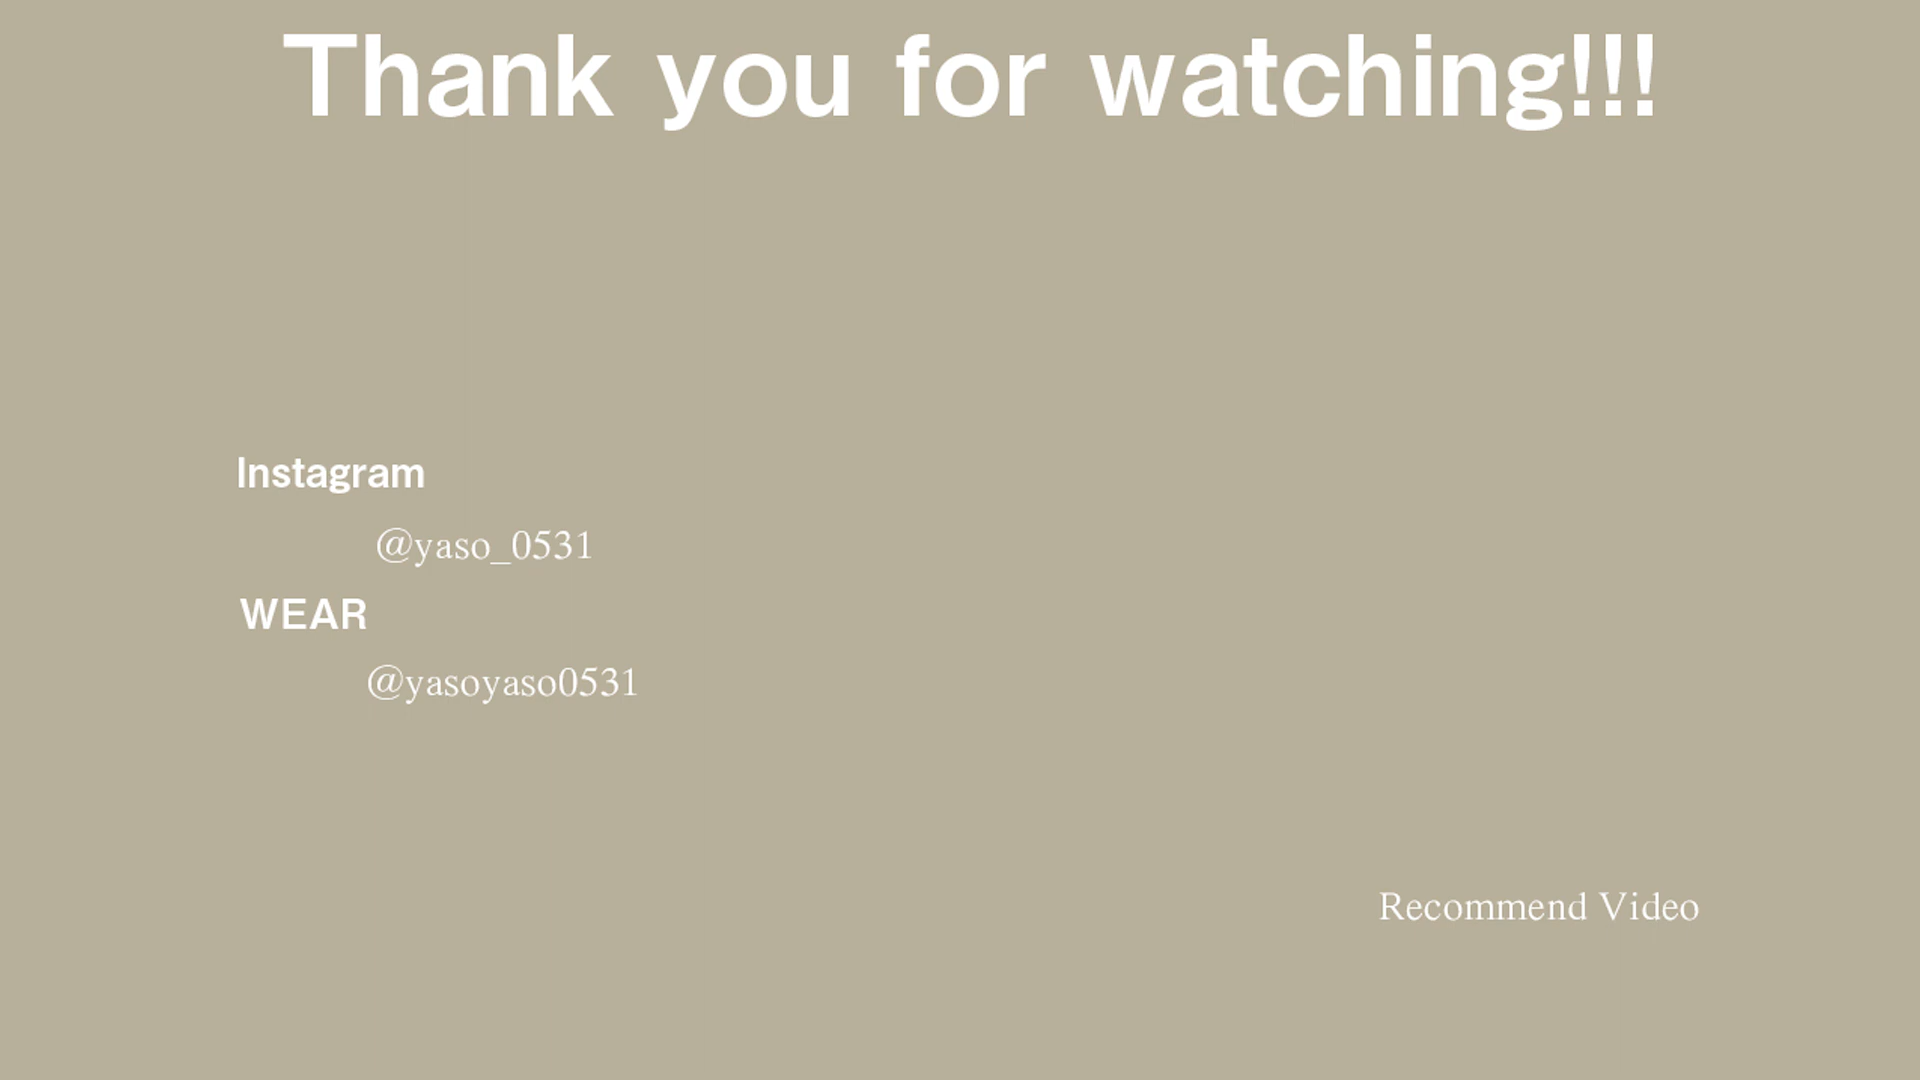 Thank you for watching!!!
Instagram
@yaso_0531
WEAR
@yasoyaso0531
Recommend Video